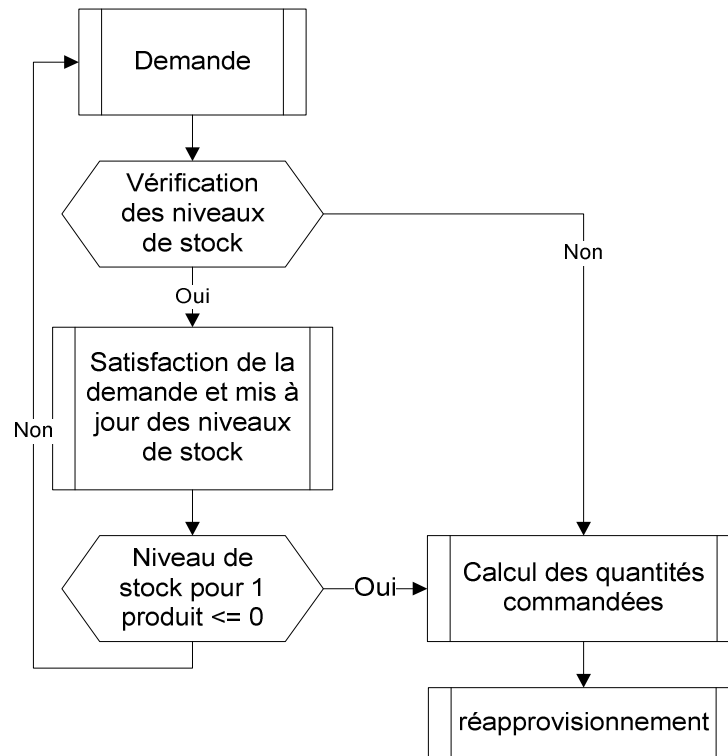 Demande
Vérification
des niveaux
de stock
Non
Oui
Satisfaction de la
demande et mis à
jour des niveaux
de stock
Non
Niveau de
stock pour 1
produit <= 0
Oui
Calcul des quantités
commandées
réapprovisionnement